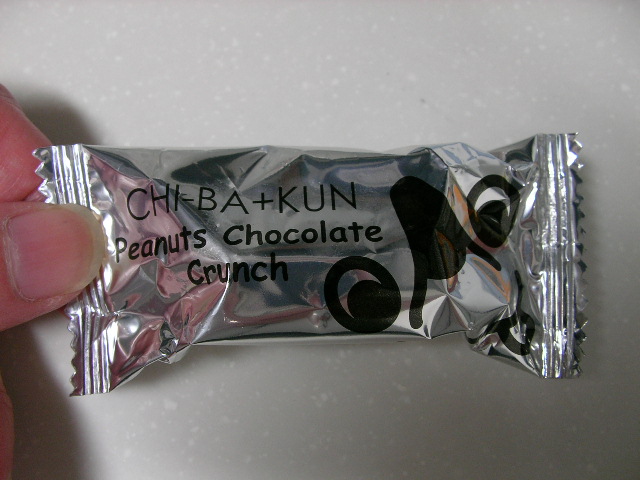 CHI-BA+KUN
Peanuts Chocolate
Crunch